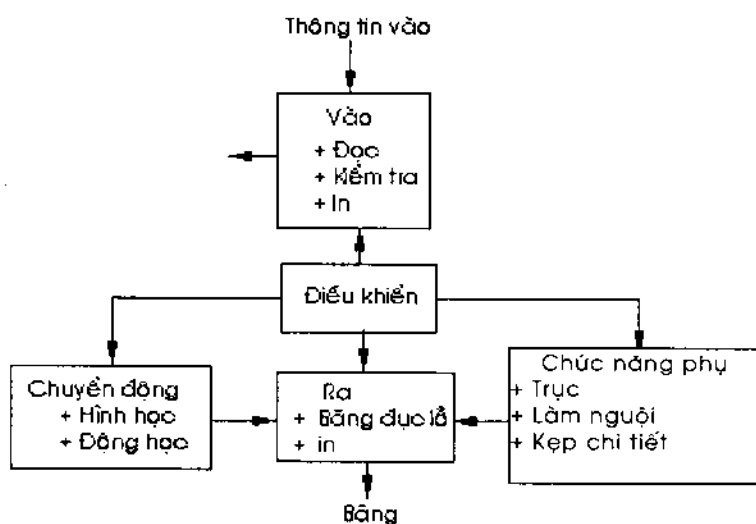 Thông tin vào
Vào
+ Đọc
+ Kiểm tra
+ In
Điều khiển
Chuyển động
+ Hình học
+ Động học
Ra
+ Băng đục lỗ
+ in
Chức năng phụ
+ Trục
+ Làm nguội
+ Kẹp chi tiết
Băng